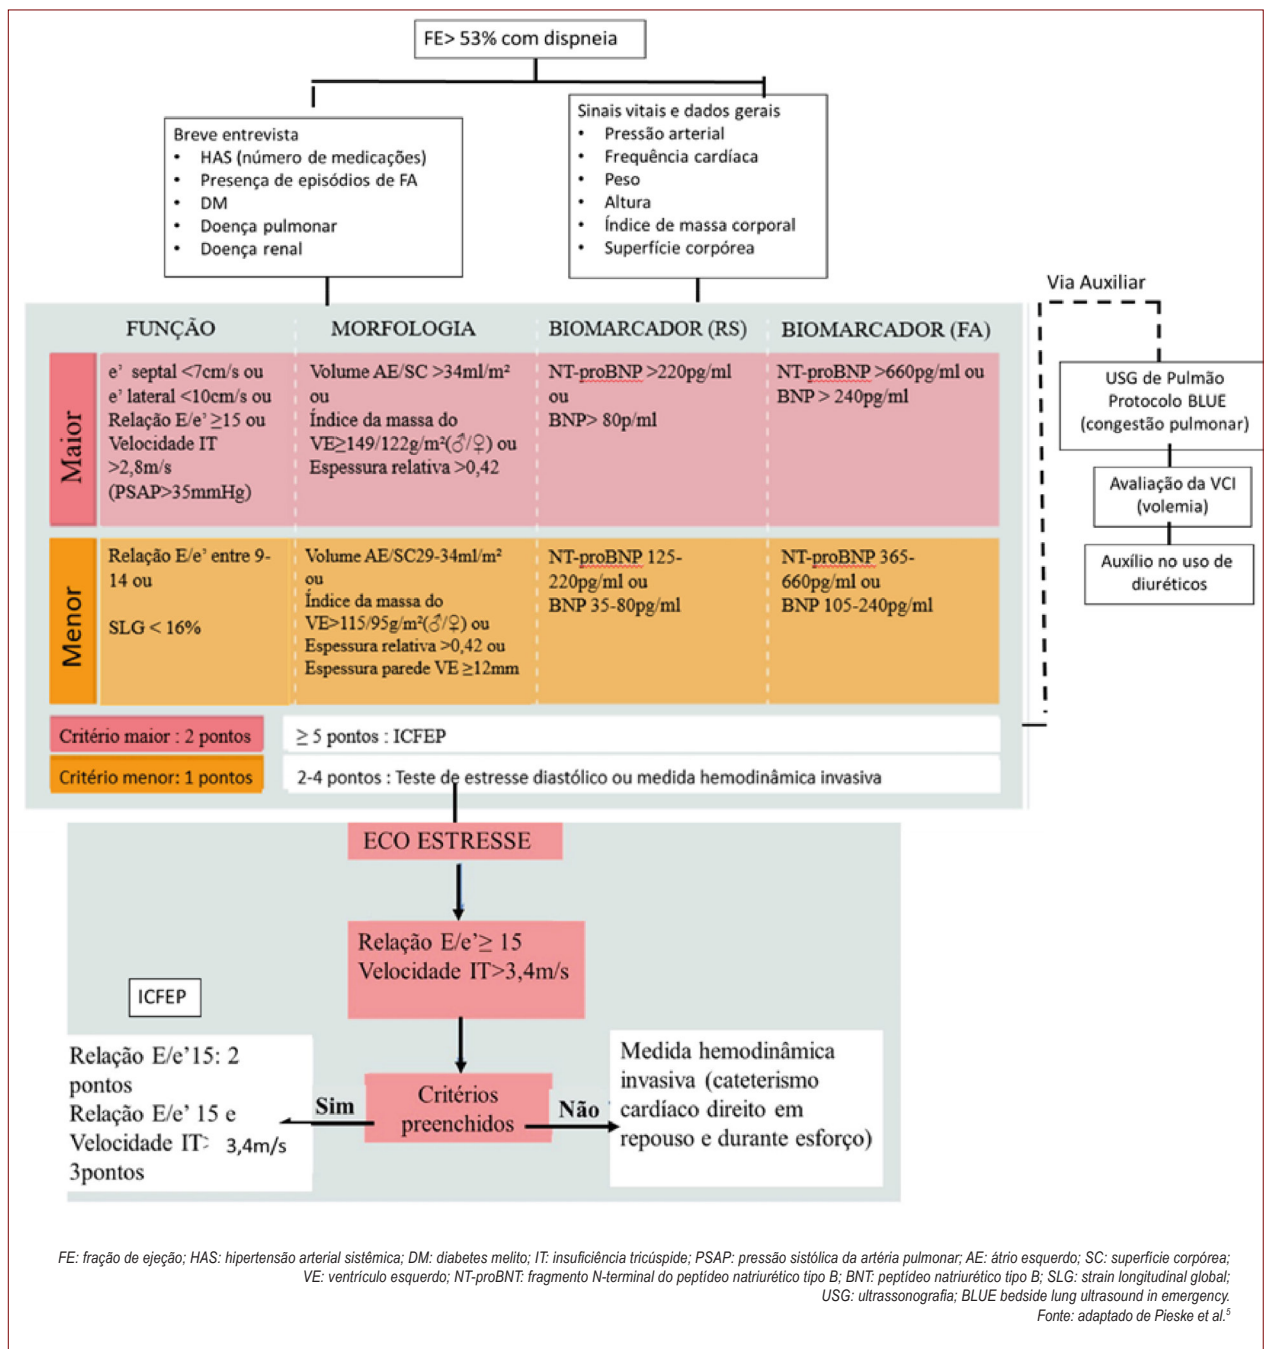 FE> 53% com dispneia
Breve entrevista
• HAS (número de medicações)
• Presença de episódios de FA
• DM
• Doença pulmonar
• Doença renal
Sinais vitais e dados gerais
• Pressão arterial
• Frequência cardíaca
• Peso
• Altura
• Índice de massa corporal
• Superfície corpórea
Via Auxiliar
FUNÇÃO
MORFOLOGIA
BIOMARCADOR (RS)
BIOMARCADOR (FA)
Maior
e' septal <7cm/s ou
e' lateral <10cm/s ou
Relação E/e' ≥15 ou
Velocidade IT
>2,8m/s
(PSAP>35mmHg)
Volume AE/SC >34ml/m²
ou
Índice da massa do
VE≥149/122g/m²(♂/♀) ou
Espessura relativa >0,42
NT-proBNP >220pg/ml
ou
BNP> 80p/ml
NT-proBNP >660pg/ml ou
BNP > 240pg/ml
USG de Pulmão
Protocolo BLUE
(congestão pulmonar)
Avaliação da VCI
(volemia)
Auxílio no uso de
diuréticos
Menor
Relação E/e' entre 9-
14 ou
SLG < 16%
Volume AE/SC29-34ml/m²
ou
Índice da massa do
VE>115/95g/m²(♂/♀) ou
Espessura relativa >0,42 ou
Espessura parede VE ≥12mm
NT-proBNP 125-
220pg/ml ou
BNP 35-80pg/ml
NT-proBNP 365-
660pg/ml ou
BNP 105-240pg/ml
Critério maior : 2 pontos
≥ 5 pontos : ICFEP
Critério menor: 1 pontos
2-4 pontos : Teste de estresse diastólico ou medida hemodinâmica invasiva
ECO ESTRESSE
Relação E/e'≥ 15
Velocidade IT>3,4m/s
ICFEP
Relação E/e'15: 2
pontos
Relação E/e' 15 e
Velocidade IT> 3,4m/s
3pontos
Sim
Critérios
preenchidos
Não
Medida hemodinâmica
invasiva (cateterismo
cardíaco direito em
repouso e durante esforço)
FE: fração de ejeção; HAS: hipertensão arterial sistêmica; DM: diabetes melito; IT: insuficiência tricúspide; PSAP: pressão sistólica da artéria pulmonar; AE: átrio esquerdo; SC: superfície corpórea;
VE: ventrículo esquerdo; NT-proBNT: fragmento N-terminal do peptídeo natriurético tipo B; BNT: peptídeo natriurético tipo B; SLG: strain longitudinal global;
USG: ultrassonografia; BLUE bedside lung ultrasound in emergency.
Fonte: adaptado de Pieske et al.⁵